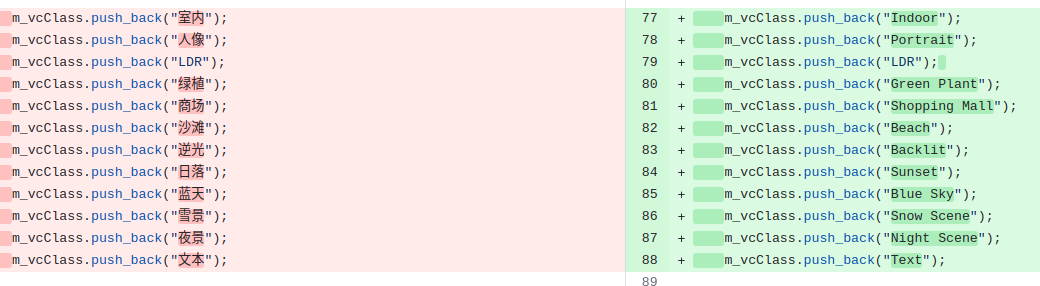 m_vcClass.push_back("室内"); 77 + m_vcClass.push_back("Indoor");
m_vcClass.push_back("人像"); 78 + m_vcClass.push_back("Portrait");
m_vcClass.push_back("LDR"); 79 + m_vcClass.push_back("LDR");
m_vcClass.push_back("绿植"); 80 + m_vcClass.push_back("Green Plant");
m_vcClass.push_back("商场"); 81 + m_vcClass.push_back("Shopping Mall");
m_vcClass.push_back("沙滩"); 82 + m_vcClass.push_back("Beach");
m_vcClass.push_back("逆光"); 83 + m_vcClass.push_back("Backlit");
m_vcClass.push_back("日落"); 84 + m_vcClass.push_back("Sunset");
m_vcClass.push_back("蓝天"); 85 + m_vcClass.push_back("Blue Sky");
m_vcClass.push_back("雪景"); 86 + m_vcClass.push_back("Snow Scene");
m_vcClass.push_back("夜景"); 87 + m_vcClass.push_back("Night Scene");
m_vcClass.push_back("文本"); 88 + m_vcClass.push_back("Text");
89